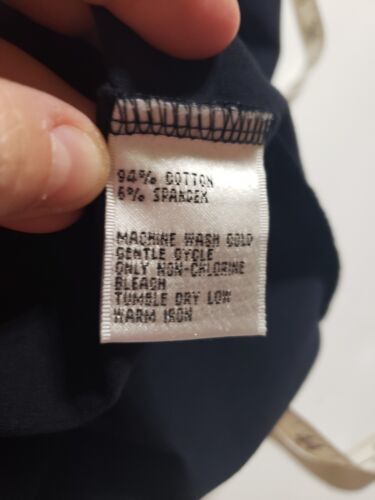 94% COTTON
6% SPANDEX
MACHINE WASH COLD
GENTLE CYCLE
ONLY NON-CHLORINE
BLEACH
TUMBLE DRY LOW
WARM IRON